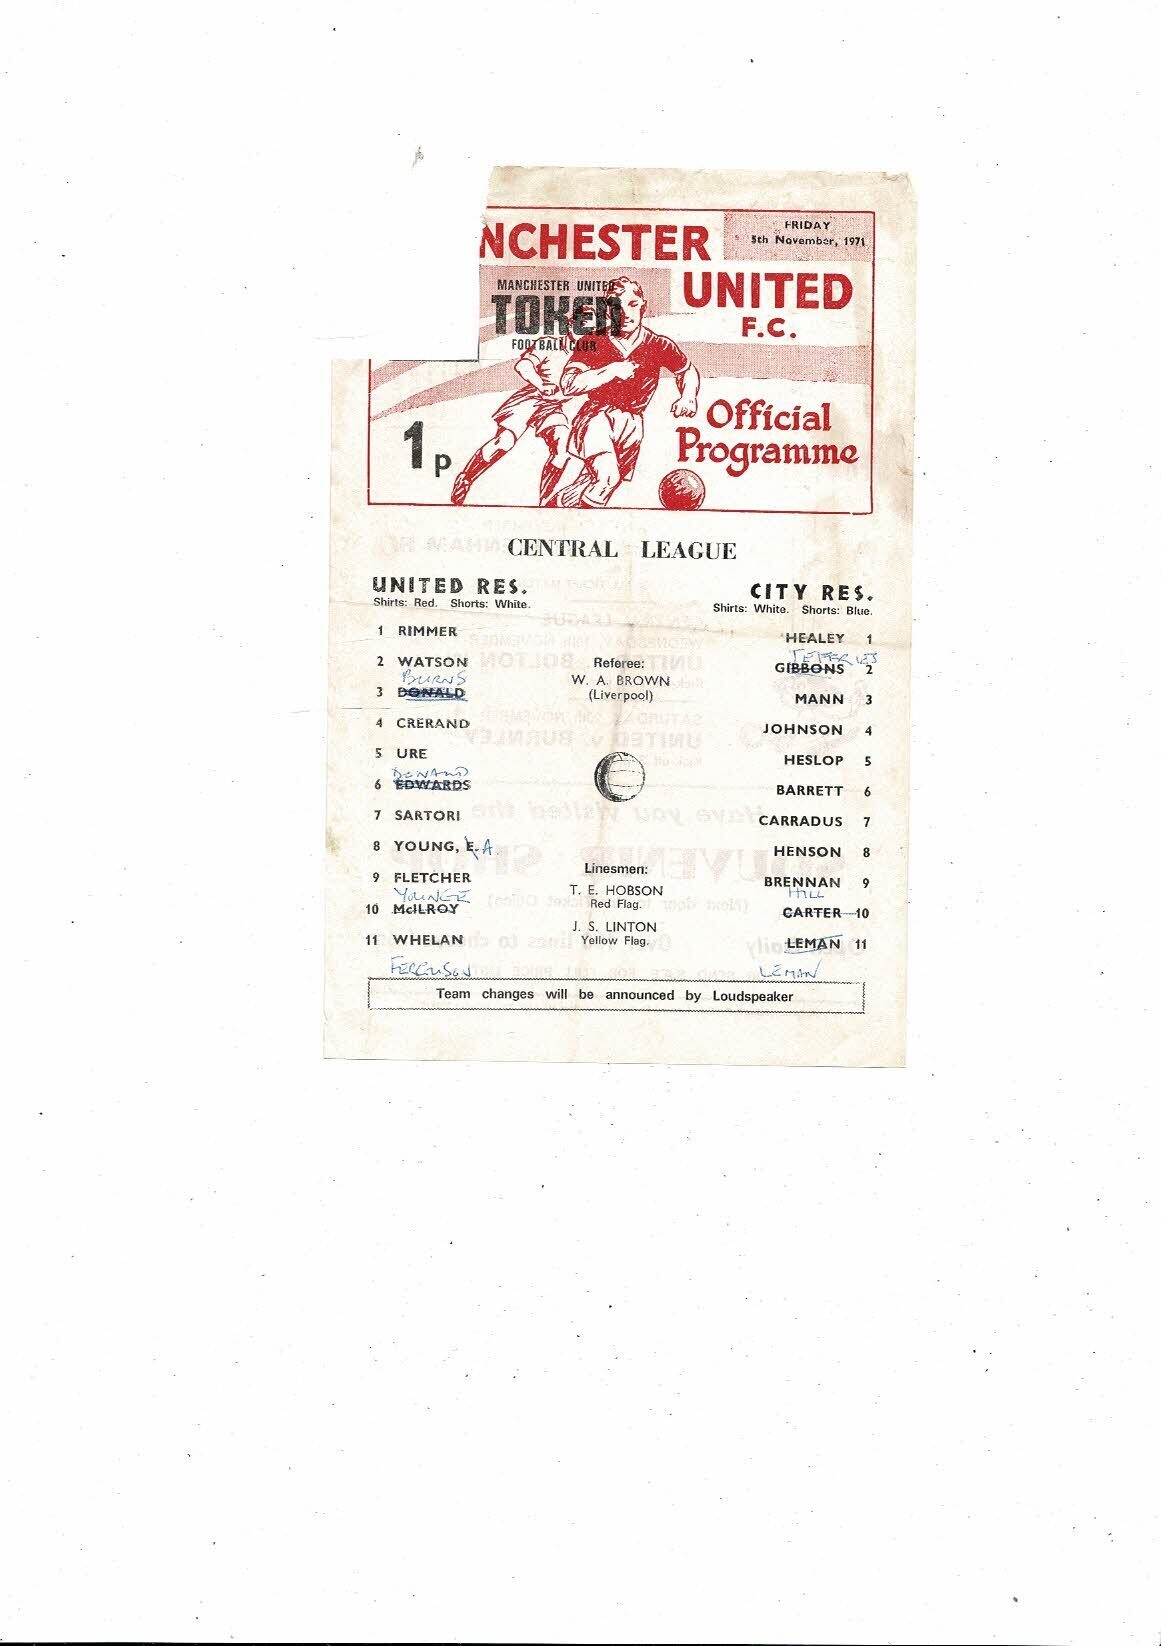 NCHESTER
FRIDAY
5th November, 1971
UNITED
F.C.
MANCHESTER UNITED
TOKEN
FOOTBALL CLUB
1p
Official
Programme
CENTRAL LEAGUE
UNITED RES.
Shirts: Red. Shorts: White.
CITY RES.
Shirts: White. Shorts: Blue.
1 RIMMER
HEALEY 1
2 WATSON
JEFFERIES
GIBBONS 2
BURNS
3 DONALD
MANN 3
4 CRERAND
JOHNSON 4
5 URE
HESLOP 5
DONALD
6 EDWARDS
BARRETT 6
7 SARTORI
CARRADUS 7
8 YOUNG, E. A.
HENSON 8
9 FLETCHER
BRENNAN 9
YOUNGE
10 McILROY
HILL
CARTER 10
11 WHELAN
LEMAN 11
FERGUSON
LEMAN
Referee:
W. A. BROWN
(Liverpool)
Linesmen:
T. E. HOBSON
Red Flag.
J. S. LINTON
Yellow Flag.
Team changes will be announced by Loudspeaker